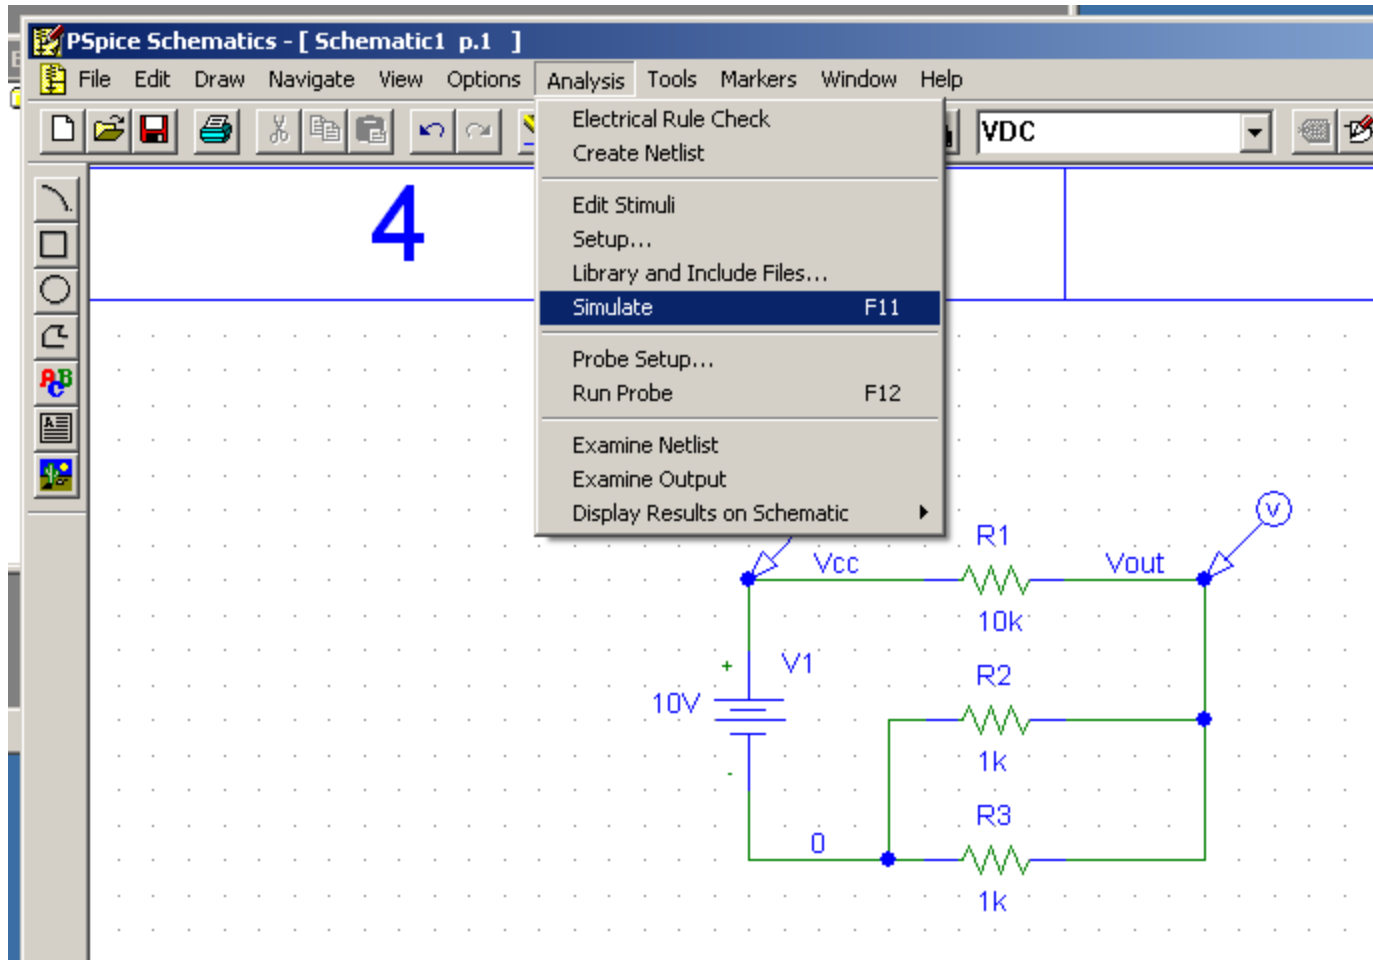 PSpice Schematics - [ Schematic1 p.1 ]
File Edit Draw Navigate View Options Analysis Tools Markers Window Help
VDC
ABC
4
Electrical Rule Check
Create Netlist
Edit Stimuli
Setup...
Library and Include Files...
Simulate F11
Probe Setup...
Run Probe F12
Examine Netlist
Examine Output
Display Results on Schematic
V
R1
Vcc
Vout
10k
+
V1
R2
10V
1k
-
R3
0
1k